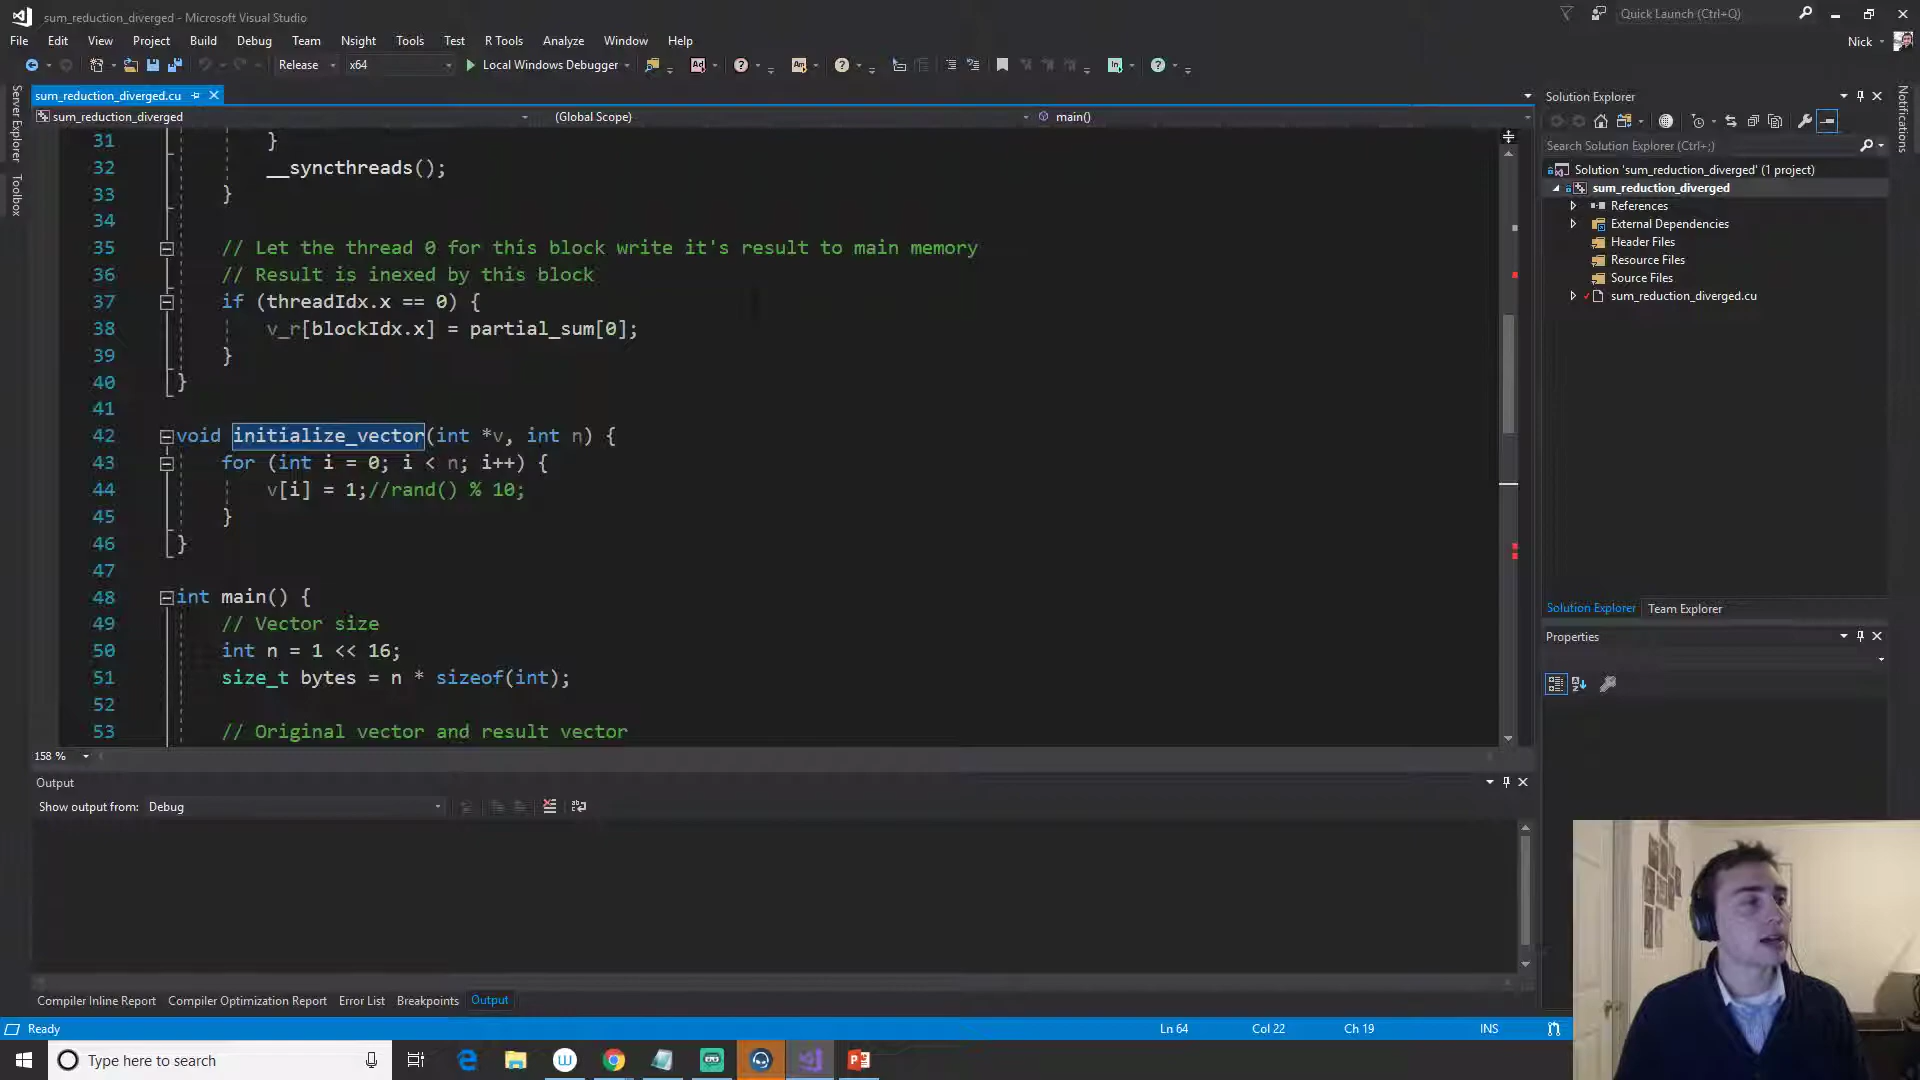 sum_reduction_diverged - Microsoft Visual Studio
Quick Launch (Ctrl+Q)
File Edit View Project Build Debug Team Nsight Tools Test R Tools Analyze Window Help
Nick
Release x64 Local Windows Debugger
sum_reduction_diverged.cu
sum_reduction_diverged (Global Scope) main()
Server Explorer
Toolbox
31 }
32 __syncthreads();
33 }
34
35 // Let the thread 0 for this block write it's result to main memory
36 // Result is inexed by this block
37 if (threadIdx.x == 0) {
38 v_r[blockIdx.x] = partial_sum[0];
39 }
40 }
41
42 void initialize_vector(int *v, int n) {
43 for (int i = 0; i < n; i++) {
44 v[i] = 1;//rand() % 10;
45 }
46 }
47
48 int main() {
49 // Vector size
50 int n = 1 << 16;
51 size_t bytes = n * sizeof(int);
52
53 // Original vector and result vector
158 %
Output
Show output from: Debug
Compiler Inline Report Compiler Optimization Report Error List Breakpoints Output
Solution Explorer
Search Solution Explorer (Ctrl+;)
Solution 'sum_reduction_diverged' (1 project)
sum_reduction_diverged
References
External Dependencies
Header Files
Resource Files
Source Files
sum_reduction_diverged.cu
Solution Explorer Team Explorer
Properties
Notifications
Ready Ln 64 Col 22 Ch 19 INS
Type here to search